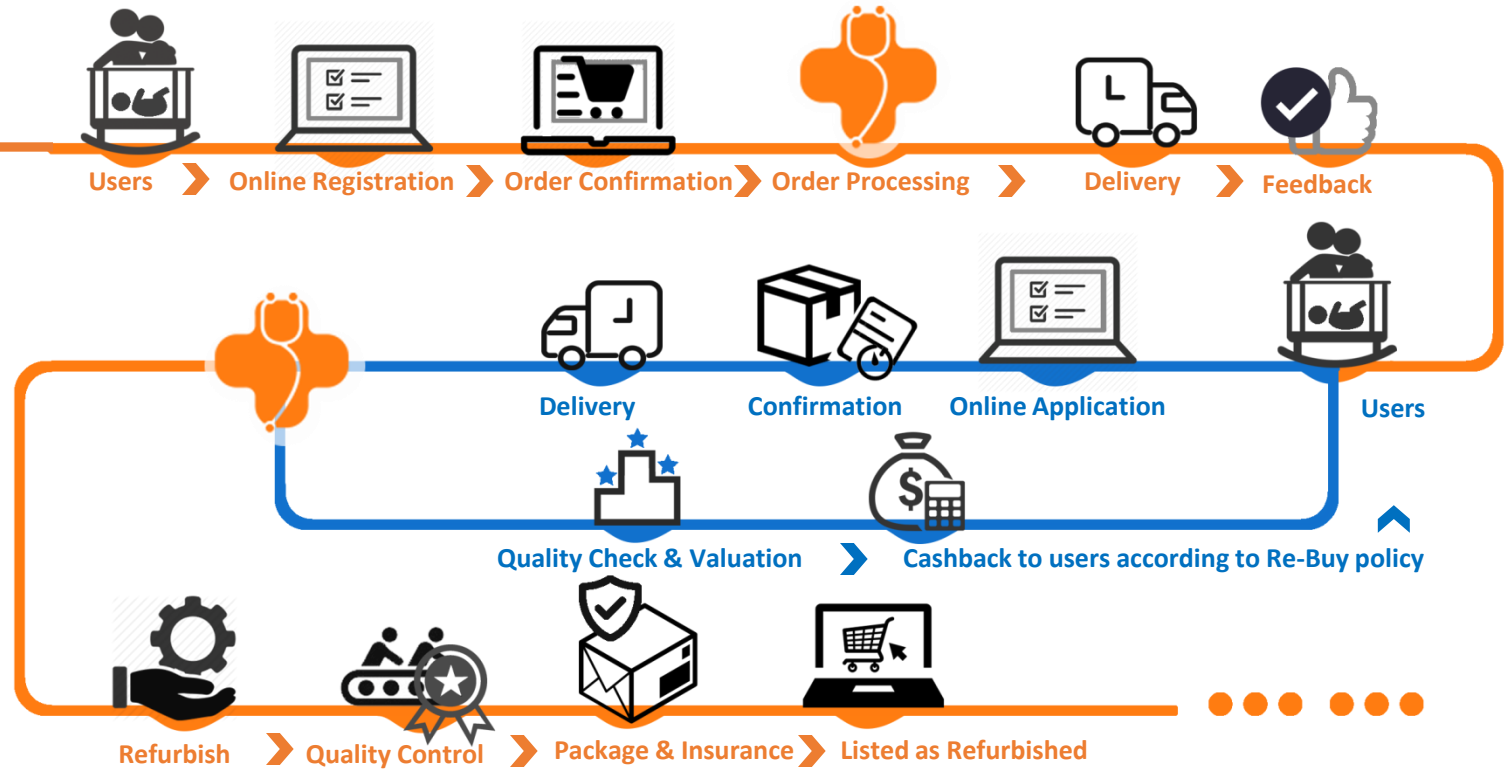 Users
Online Registration
Order Confirmation
Order Processing
Delivery
Feedback
Delivery
Confirmation
Online Application
Users
$
Quality Check & Valuation
Cashback to users according to Re-Buy policy
Refurbish
Quality Control
Package & Insurance
Listed as Refurbished